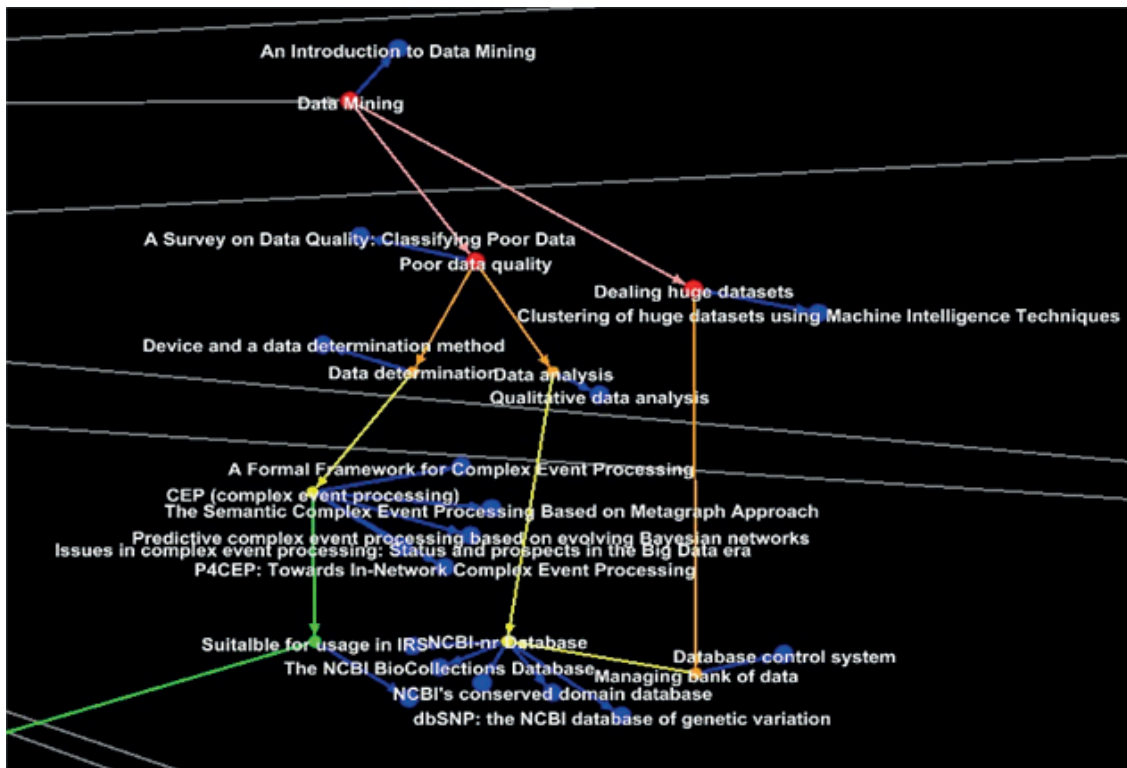 An Introduction to Data Mining
Data Mining
A Survey on Data Quality: Classifying Poor Data
Poor data quality
Dealing huge datasets
Clustering of huge datasets using Machine Intelligence Techniques
Device and a data determination method
Data determination
Data analysis
Qualitative data analysis
A Formal Framework for Complex Event Processing
CEP (complex event processing)
The Semantic Complex Event Processing Based on Metagraph Approach
Predictive complex event processing based on evolving Bayesian networks
Issues in complex event processing: Status and prospects in the Big Data era
P4CEP: Towards In-Network Complex Event Processing
Suitalble for usage in IRS
NCBI-nr Database
Database control system
The NCBI BioCollections Database
Managing bank of data
NCBI's conserved domain database
dbSNP: the NCBI database of genetic variation